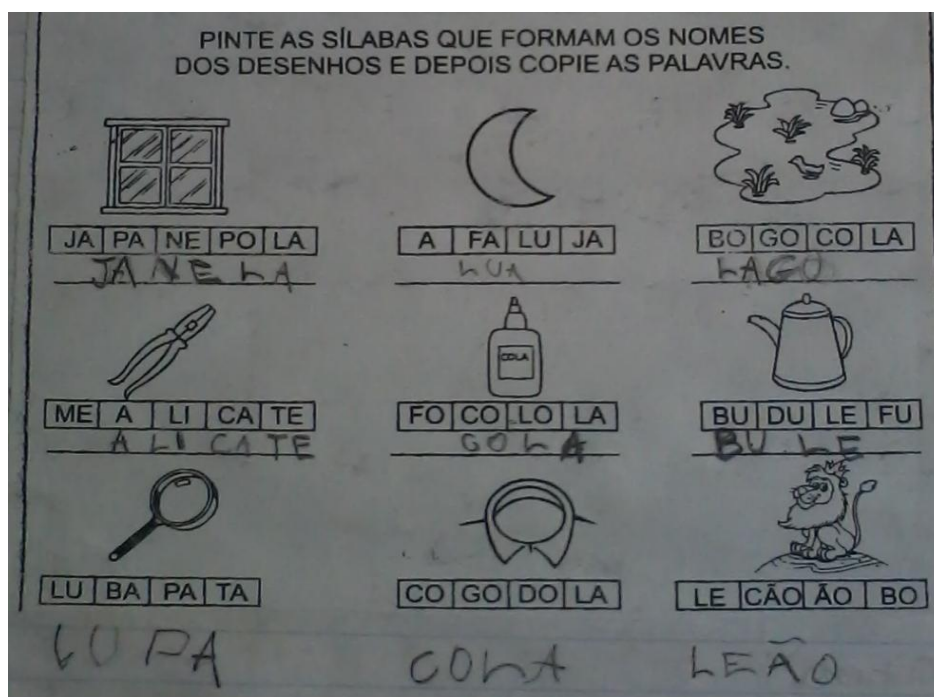 PINTE AS SÍLABAS QUE FORMAM OS NOMES
DOS DESENHOS E DEPOIS COPIE AS PALAVRAS.
JA PA NE PO LA
A FA LU JA
BO GO CO LA
JANELA
LUA
LAGO
COLA
ME A LI CA TE
FO CO LO LA
BU DU LE FU
ALICATE
COLA
BULE
LU BA PA TA
CO GO DO LA
LE CÃO ÃO BO
LUPA
COLA
LEÃO